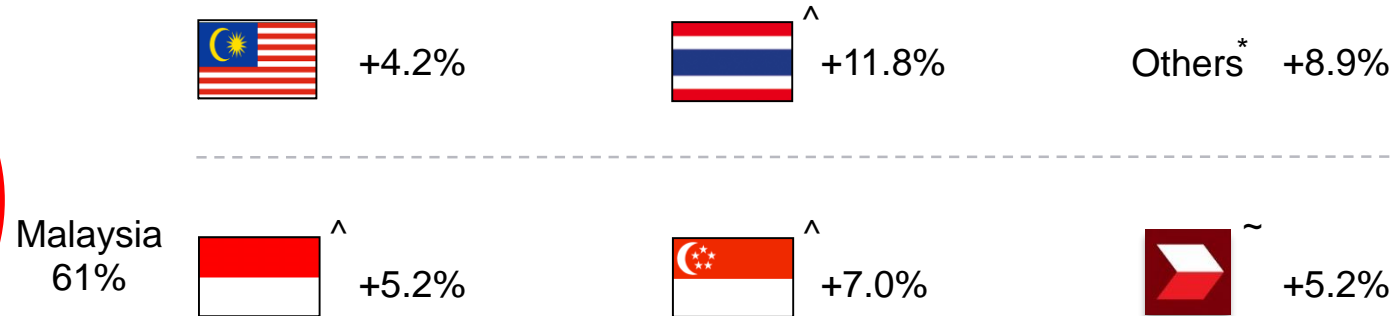 ^
+4.2% +11.8% Others* +8.9%
Malaysia ^ ^ ~
61% +5.2% +7.0% +5.2%